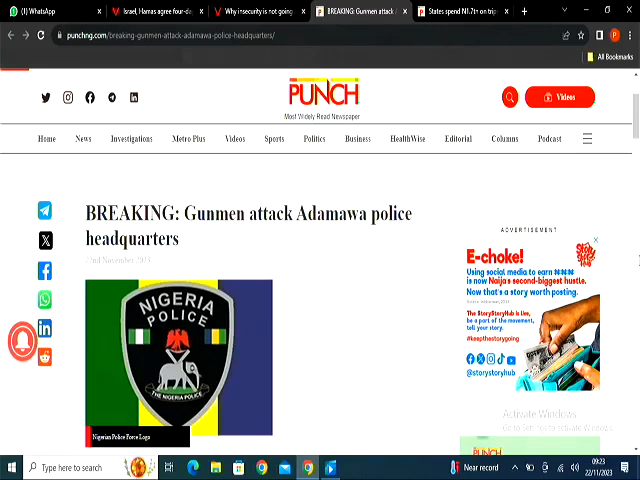 (1) WhatsApp
Israel, Hamas agree four-da
Why insecurity is not going
BREAKING: Gunmen attack A
States spend N1.7tn on trip
punchng.com/breaking-gunmen-attack-adamawa-police-headquarters/
All Bookmarks
PUNCH
Most Widely Read Newspaper
Videos
Home News Investigations Metro Plus Videos Sports Politics Business HealthWise Editorial Columns Podcast
BREAKING: Gunmen attack Adamawa police
headquarters
22nd November 2023
NIGERIA
POLICE
THE NIGERIA POLICE
Nigerian Police Force Logo
ADVERTISEMENT
E-choke!
Using social media to earn ₦₦₦
is now Naija's second-biggest hustle.
Now that's a story worth posting.
The StoryStoryHub is live,
be a part of the movement,
tell your story.
#keepthestorygoing
@storystoryhub
Activate Windows
Go to Settings to activate Windows.
PUNCH
Type here to search
Near record
09:23
22/11/2023